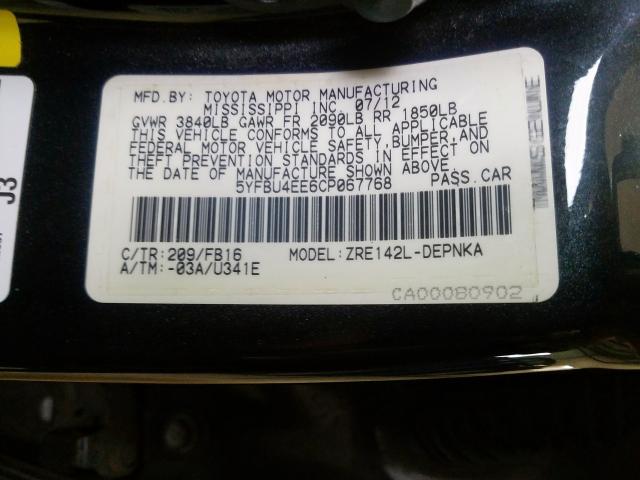 MFD.BY: TOYOTA MOTOR MANUFACTURING
MISSISSIPPI INC. 07/12
GVWR 3840LB GAWR FR 2090LB RR 1850LB
THIS VEHICLE CONFORMS TO ALL APPLICABLE
FEDERAL MOTOR VEHICLE SAFETY,BUMPER,AND
THEFT PREVENTION STANDARDS IN EFFECT ON
THE DATE OF MANUFACTURE SHOWN ABOVE.
5YFBU4EE6CP067768 PASS.CAR
C/TR:209/FB16 MODEL:ZRE142L-DEPNKA
A/TM:-03A/U341E
CA00080902
J3